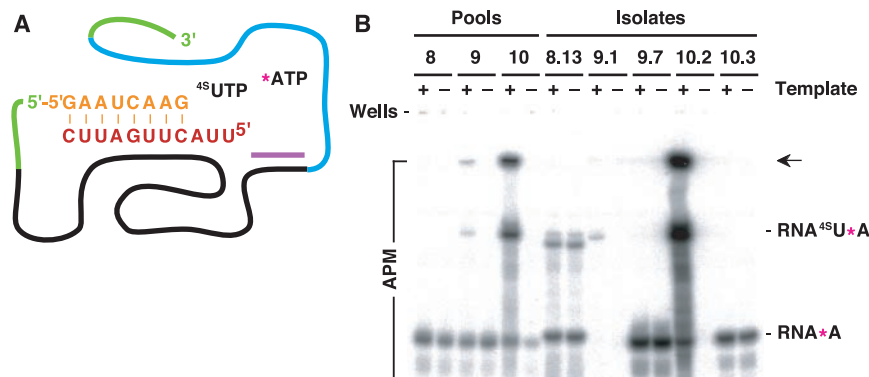 A
3'
4SUTP *ATP
5'-5'GAAUCAAG
CUUAGUUCAUU5'
B
Pools Isolates
8 9 10 8.13 9.1 9.7 10.2 10.3
+ − + − + − + − + − + − + − + − Template
Wells -
APM
- RNA4SU*A
- RNA*A